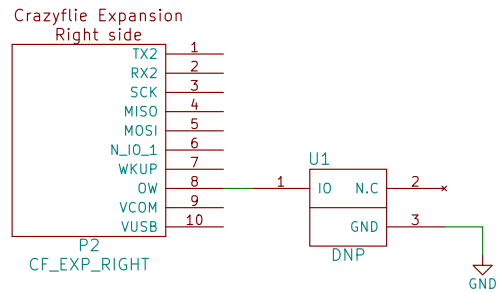 Crazyflie Expansion
Right side
TX2 1
RX2 2
SCK 3
MISO 4
MOSI 5
N_IO_1 6
WKUP 7
OW 8
VCOM 9
VUSB 10
P2
CF_EXP_RIGHT
U1
1 IO N.C 2
GND 3
DNP
GND